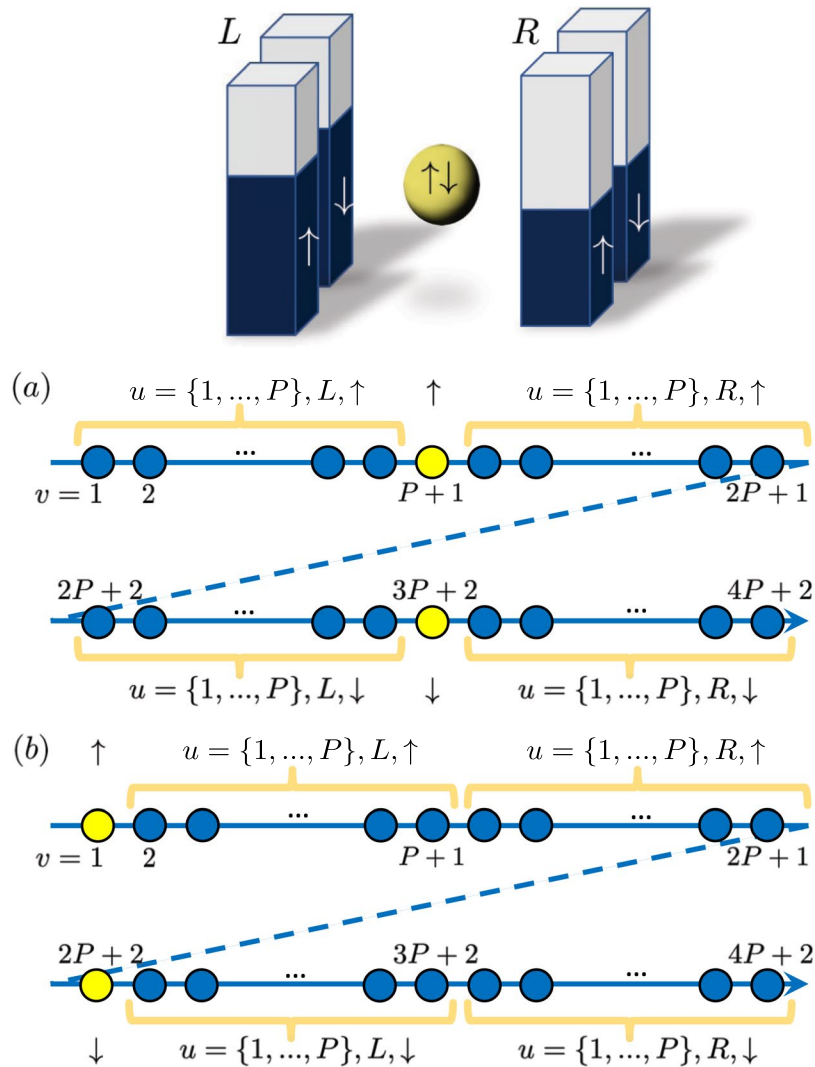 L R
↑↓
↓ ↓
↑ ↑
(a) u = {1, ..., P}, L, ↑ ↑ u = {1, ..., P}, R, ↑
... ...
v = 1 2 P + 1 2P + 1
2P + 2 3P + 2 4P + 2
... ...
u = {1, ..., P}, L, ↓ ↓ u = {1, ..., P}, R, ↓
(b) ↑ u = {1, ..., P}, L, ↑ u = {1, ..., P}, R, ↑
... ...
v = 1 2 P + 1 2P + 1
2P + 2 3P + 2 4P + 2
... ...
↓ u = {1, ..., P}, L, ↓ u = {1, ..., P}, R, ↓